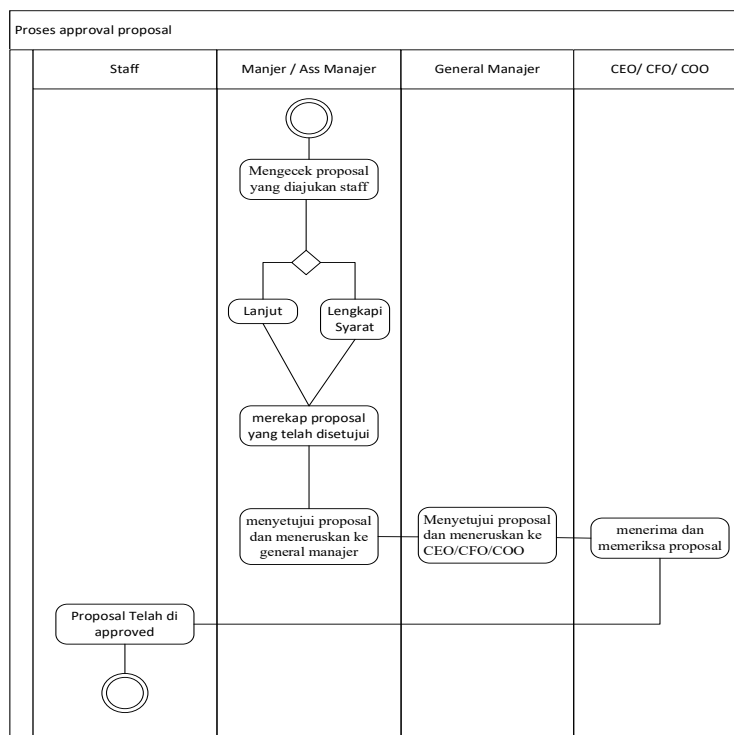 Proses approval proposal
Staff
Manjer / Ass Manajer
General Manajer
CEO/ CFO/ COO
Mengecek proposal
yang diajukan staff
Lanjut
Lengkapi
Syarat
merekap proposal
yang telah disetujui
menyetujui proposal
dan meneruskan ke
general manajer
Menyetujui proposal
dan meneruskan ke
CEO/CFO/COO
menerima dan
memeriksa proposal
Proposal Telah di
approved